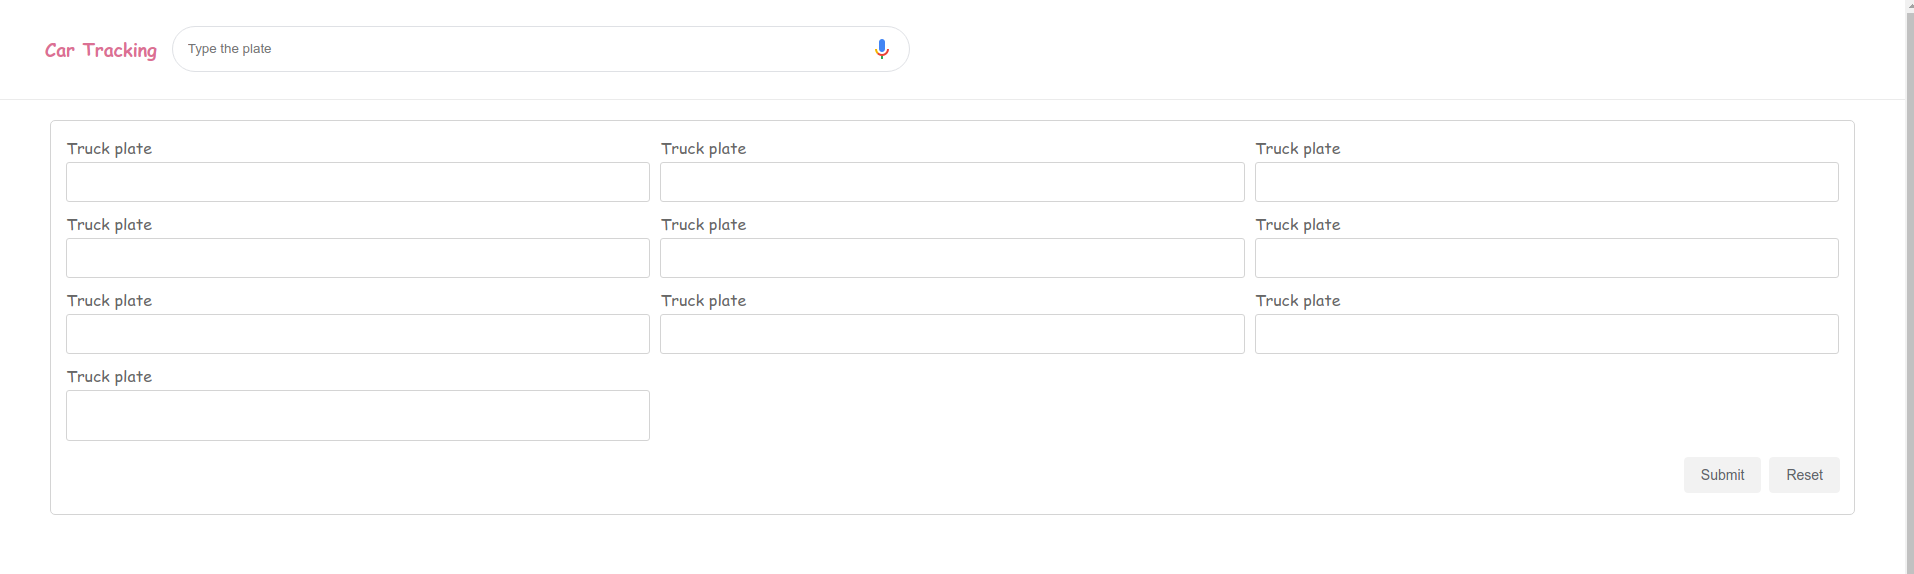 Car Tracking
Type the plate
Truck plate Truck plate Truck plate
Truck plate Truck plate Truck plate
Truck plate Truck plate Truck plate
Truck plate
Submit Reset